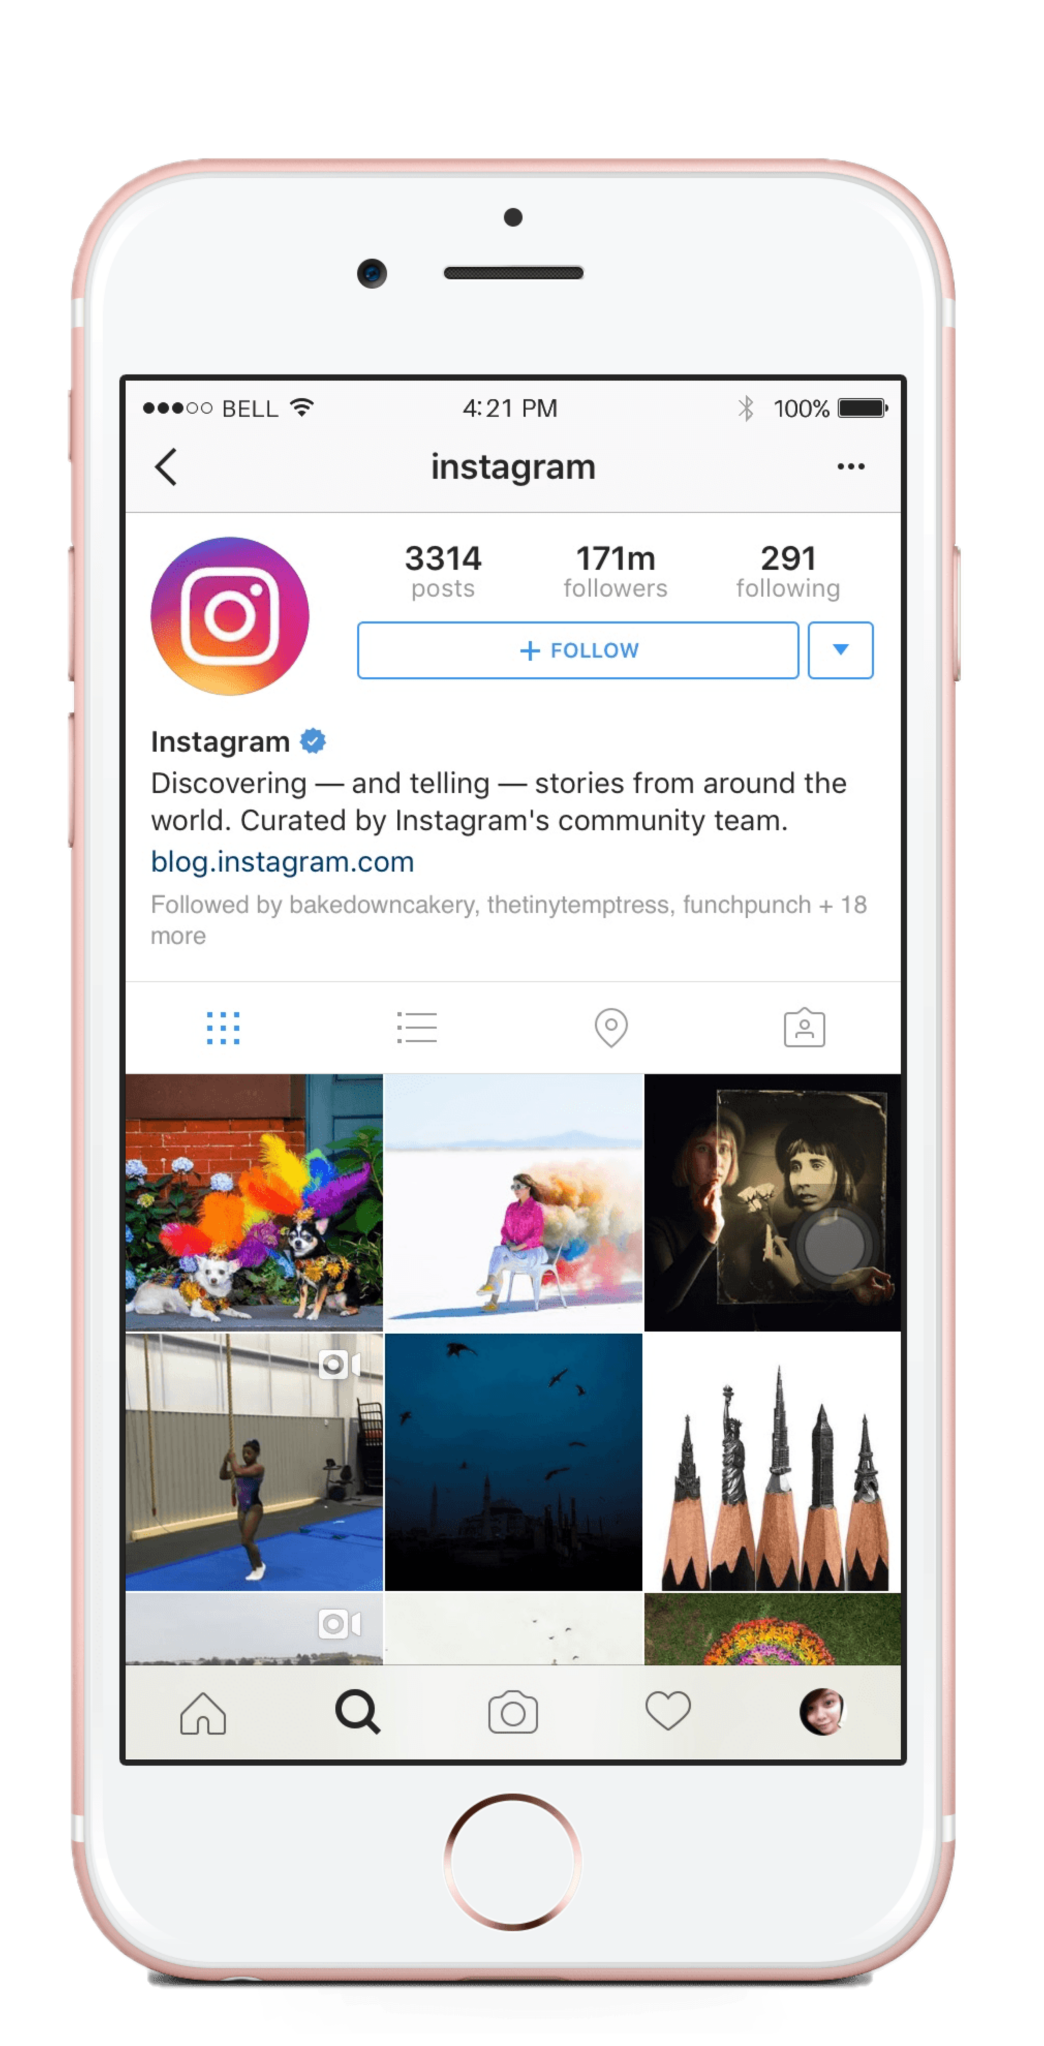 BELL 4:21 PM 100%
instagram
3314 171m 291
posts followers following
+ FOLLOW
Instagram
Discovering — and telling — stories from around the
world. Curated by Instagram's community team.
blog.instagram.com
Followed by bakedowncakery, thetinytemptress, funchpunch + 18
more